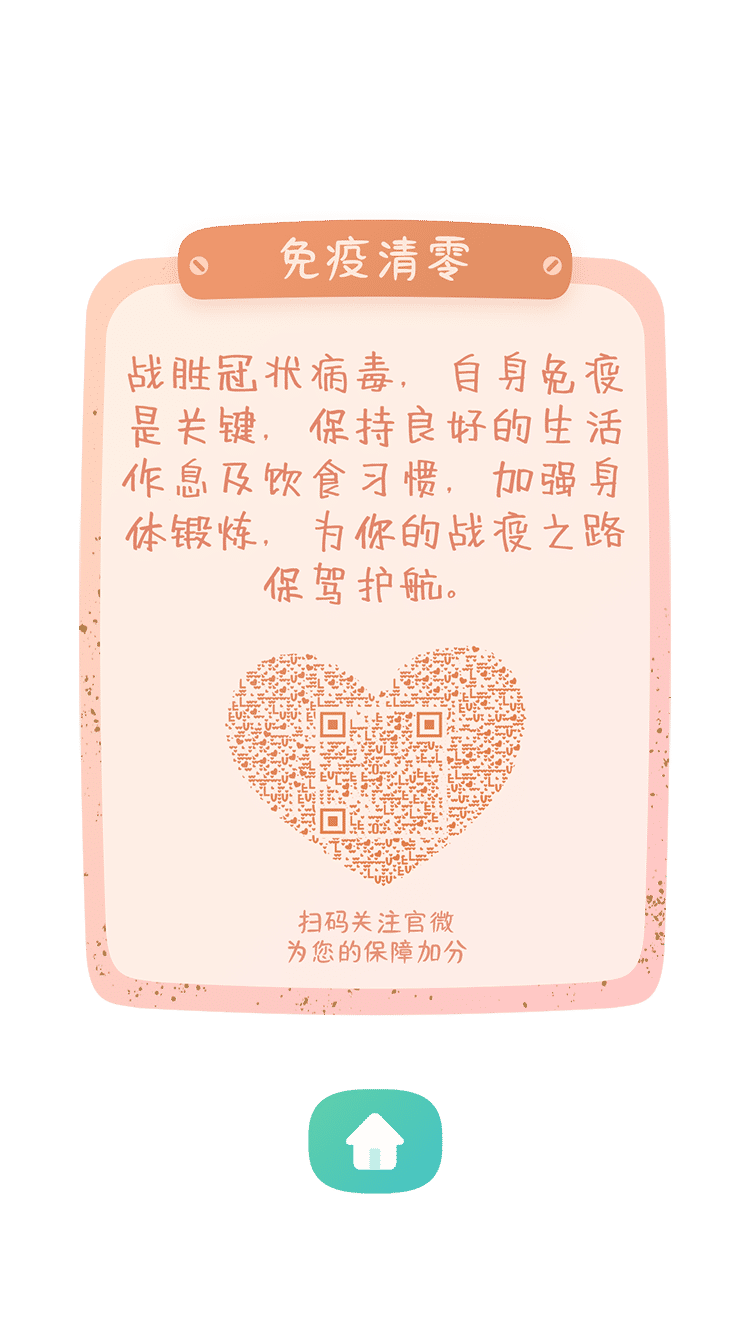 免疫清零
战胜冠状病毒，自身免疫
是关键，保持良好的生活
作息及饮食习惯，加强身
体锻炼，为你的战疫之路
保驾护航。
扫码关注官微
为您的保障加分